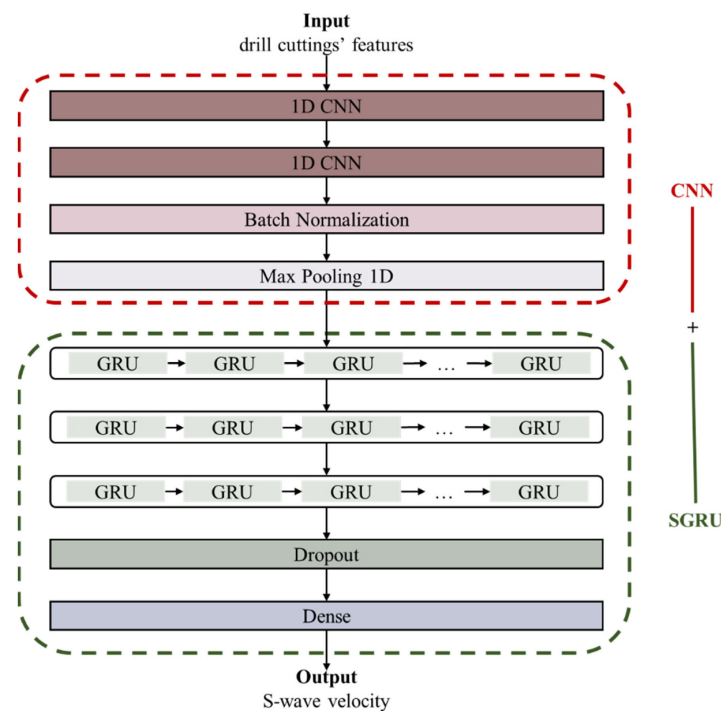 Input
drill cuttings' features
1D CNN
1D CNN
Batch Normalization
Max Pooling 1D
CNN
+
SGRU
GRU GRU GRU ... GRU
GRU GRU GRU ... GRU
GRU GRU GRU ... GRU
Dropout
Dense
Output
S-wave velocity